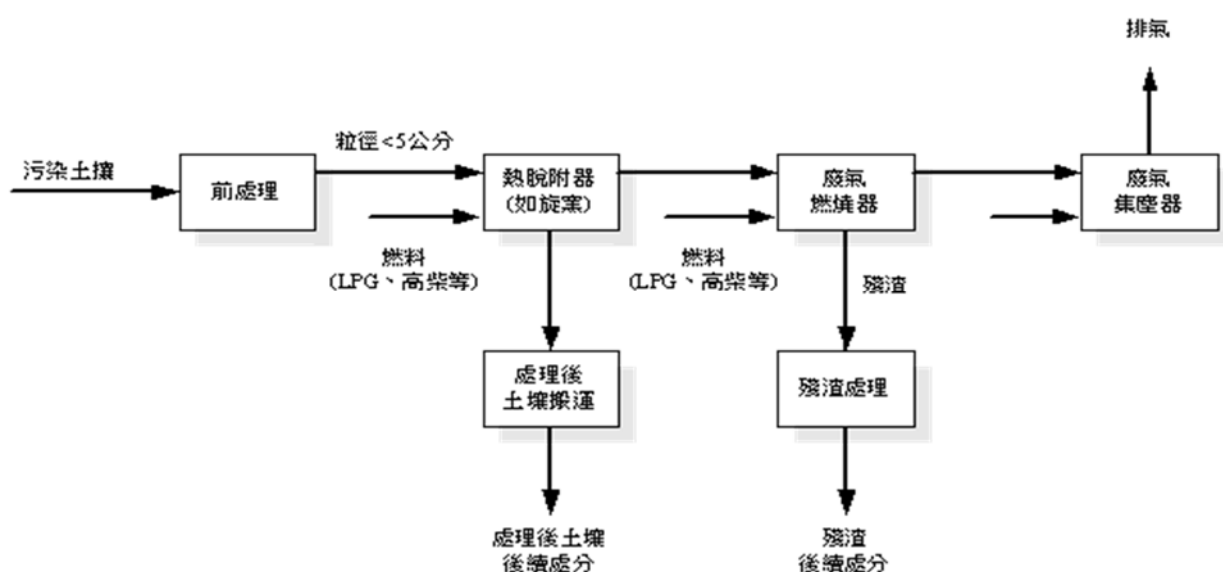 排氣
污染土壤
前處理
粒徑<5公分
熱脫附器
(如旋窯)
廢氣
燃燒器
廢氣
集塵器
燃料
(LPG、高柴等)
燃料
(LPG、高柴等)
殘渣
處理後
土壤搬運
殘渣處理
處理後土壤
後續處分
殘渣
後續處分